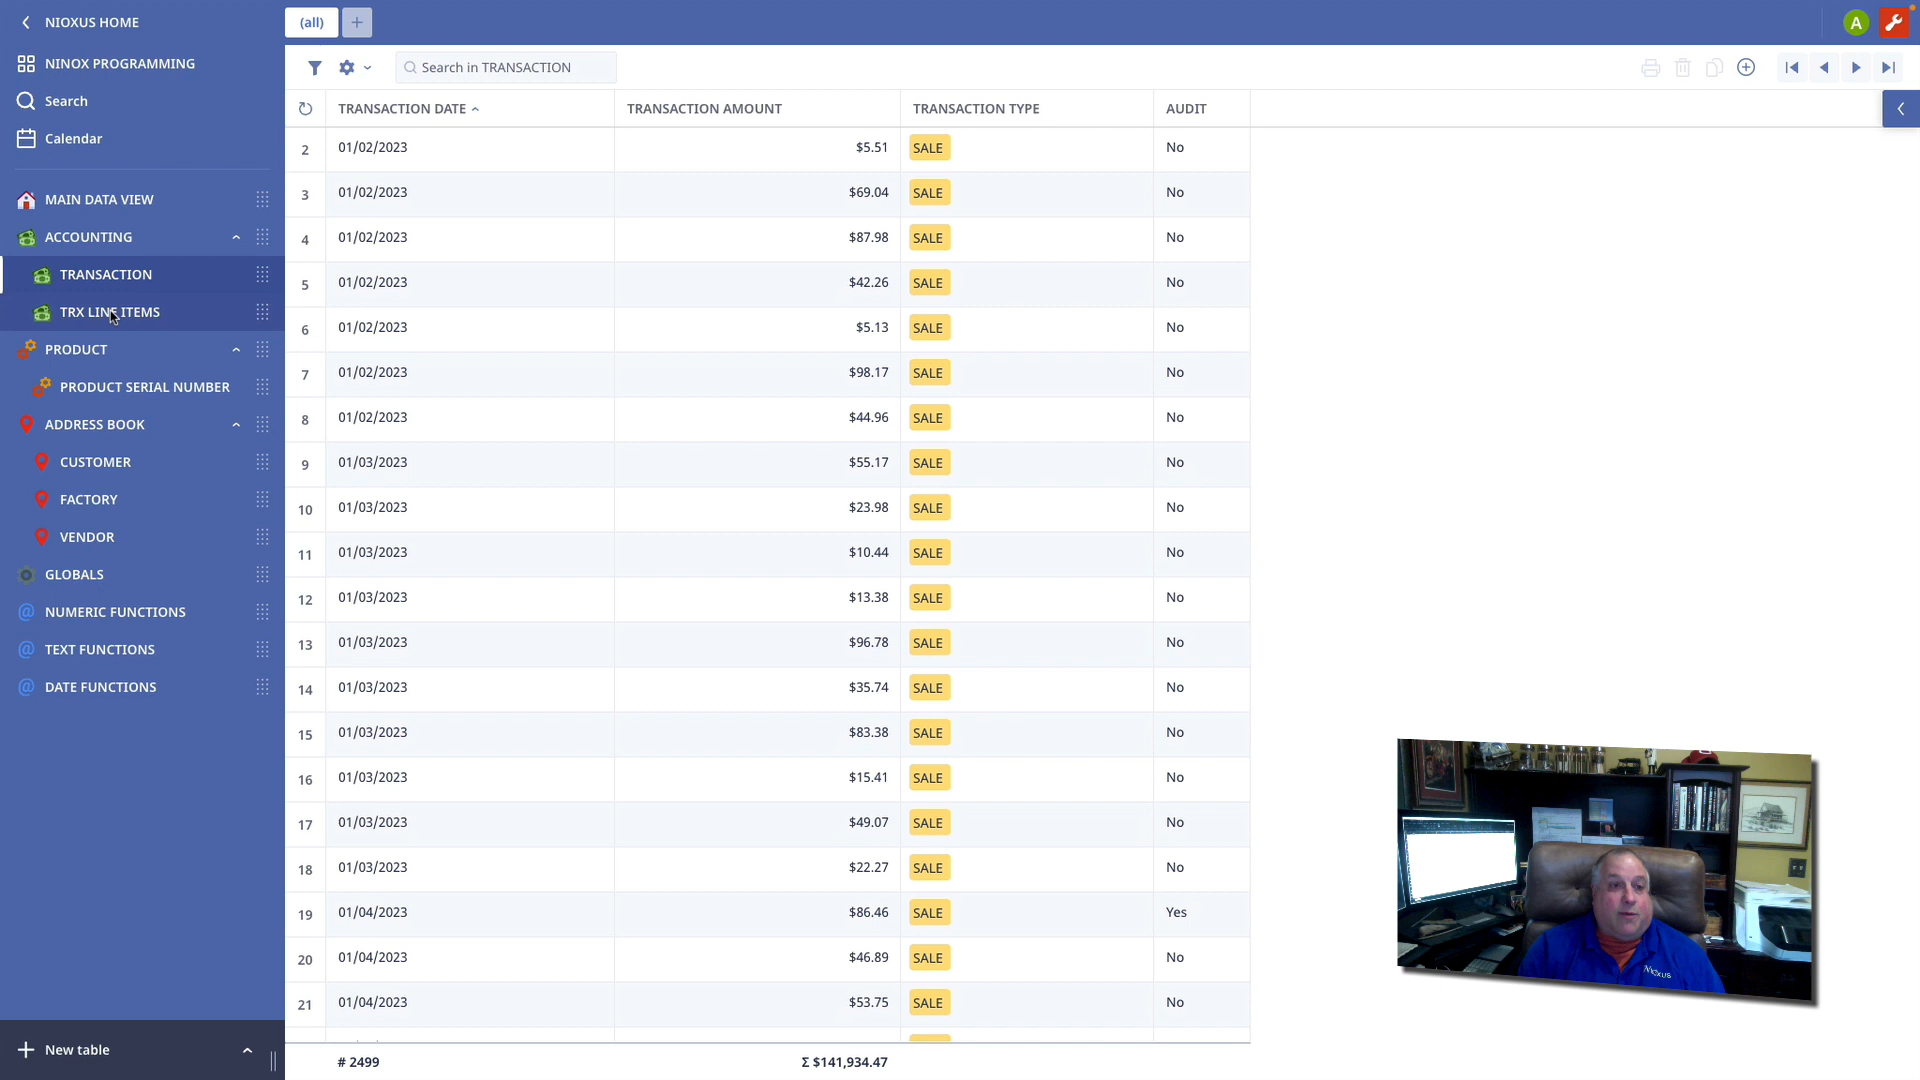 NIOXUS HOME
(all)
+
A
NINOX PROGRAMMING
Search
Calendar
MAIN DATA VIEW
ACCOUNTING
TRANSACTION
TRX LINE ITEMS
PRODUCT
PRODUCT SERIAL NUMBER
ADDRESS BOOK
CUSTOMER
FACTORY
VENDOR
GLOBALS
@ NUMERIC FUNCTIONS
@ TEXT FUNCTIONS
@ DATE FUNCTIONS
New table
Search in TRANSACTION
TRANSACTION DATE TRANSACTION AMOUNT TRANSACTION TYPE AUDIT
2 01/02/2023 $5.51 SALE No
3 01/02/2023 $69.04 SALE No
4 01/02/2023 $87.98 SALE No
5 01/02/2023 $42.26 SALE No
6 01/02/2023 $5.13 SALE No
7 01/02/2023 $98.17 SALE No
8 01/02/2023 $44.96 SALE No
9 01/03/2023 $55.17 SALE No
10 01/03/2023 $23.98 SALE No
11 01/03/2023 $10.44 SALE No
12 01/03/2023 $13.38 SALE No
13 01/03/2023 $96.78 SALE No
14 01/03/2023 $35.74 SALE No
15 01/03/2023 $83.38 SALE No
16 01/03/2023 $15.41 SALE No
17 01/03/2023 $49.07 SALE No
18 01/03/2023 $22.27 SALE No
19 01/04/2023 $86.46 SALE Yes
20 01/04/2023 $46.89 SALE No
21 01/04/2023 $53.75 SALE No
# 2499 Σ $141,934.47
NIOXUS